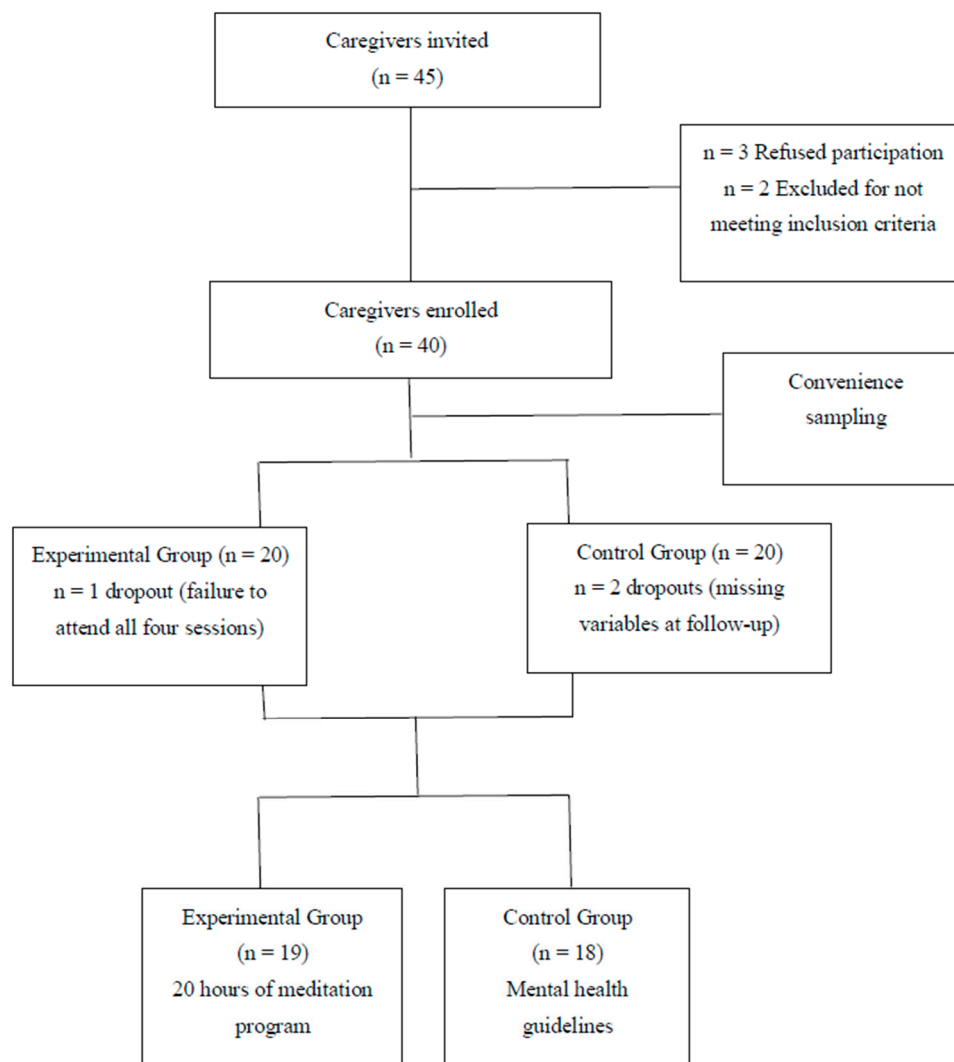 Caregivers invited
(n = 45)
n = 3 Refused participation
n = 2 Excluded for not
meeting inclusion criteria
Caregivers enrolled
(n = 40)
Convenience
sampling
Experimental Group (n = 20)
n = 1 dropout (failure to
attend all four sessions)
Control Group (n = 20)
n = 2 dropouts (missing
variables at follow-up)
Experimental Group
(n = 19)
20 hours of meditation
program
Control Group
(n = 18)
Mental health
guidelines